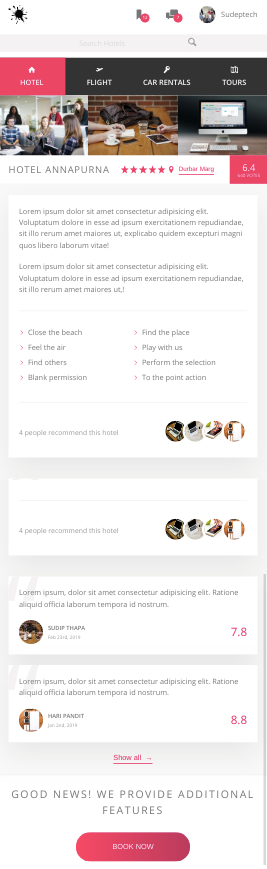 13
2
Sudeptech
Search Hotels
HOTEL
FLIGHT
CAR RENTALS
TOURS
HOTEL ANNAPURNA
Durbar Marg
6.4
Lorem ipsum dolor sit amet consectetur adipisicing elit.
Voluptatum dolore in esse ad ipsum exercitationem repudiandae,
sit illo rerum amet maiores ut, explicabo quidem excepturi magni
quos libero laborum vitae!
Lorem ipsum dolor sit amet consectetur adipisicing elit.
Voluptatum dolore in esse ad ipsum exercitationem repudiandae,
sit illo rerum amet maiores ut,!
Close the beach
Find the place
Feel the air
Play with us
Find others
Perform the selection
Blank permission
To the point action
4 people recommend this hotel
4 people recommend this hotel
Lorem ipsum, dolor sit amet consectetur adipisicing elit. Ratione
aliquid officia laborum tempora id nostrum.
SUDIP THAPA
Feb 23rd, 2019
7.8
Lorem ipsum, dolor sit amet consectetur adipisicing elit. Ratione
aliquid officia laborum tempora id nostrum.
HARI PANDIT
Jan 2nd, 2019
8.8
Show all →
GOOD NEWS! WE PROVIDE ADDITIONAL
FEATURES
BOOK NOW